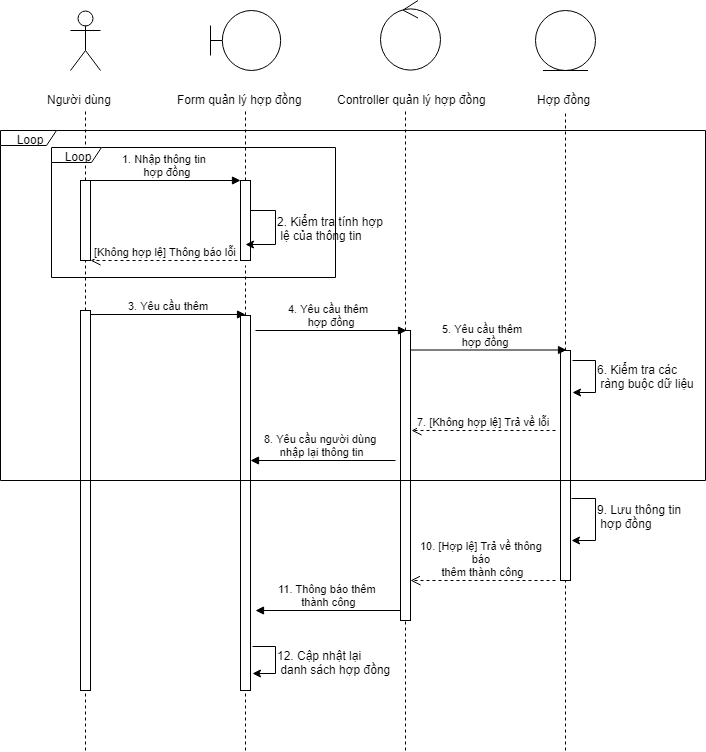 Người dùng
Form quản lý hợp đồng
Controller quản lý hợp đồng
Hợp đồng
Loop
Loop
1. Nhập thông tin
hợp đồng
2. Kiểm tra tính hợp
lệ của thông tin
[Không hợp lệ] Thông báo lỗi
3. Yêu cầu thêm
4. Yêu cầu thêm
hợp đồng
5. Yêu cầu thêm
hợp đồng
6. Kiểm tra các
ràng buộc dữ liệu
7. [Không hợp lệ] Trả về lỗi
8. Yêu cầu người dùng
nhập lại thông tin
9. Lưu thông tin
hợp đồng
10. [Hợp lệ] Trả về thông
báo
thêm thành công
11. Thông báo thêm
thành công
12. Cập nhật lại
danh sách hợp đồng